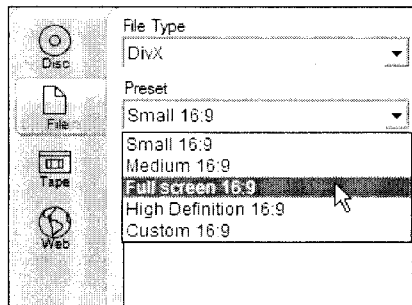 Disc
File
Tape
Web
File Type
DivX
Preset
Small 16:9
Small 16:9
Medium 16:9
Full screen 16:9
High Definition 16:9
Custom 16:9